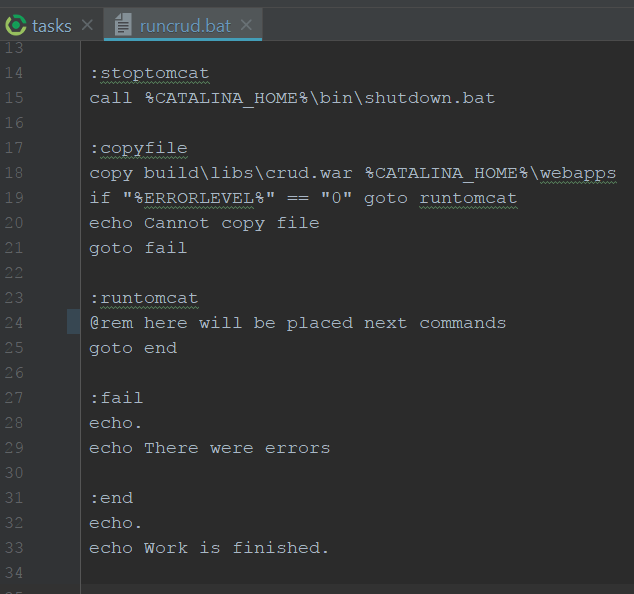 tasks
runcrud.bat
13
14 :stoptomcat
15 call %CATALINA_HOME%\bin\shutdown.bat
16
17 :copyfile
18 copy build\libs\crud.war %CATALINA_HOME%\webapps
19 if "%ERRORLEVEL%" == "0" goto runtomcat
20 echo Cannot copy file
21 goto fail
22
23 :runtomcat
24 @rem here will be placed next commands
25 goto end
26
27 :fail
28 echo.
29 echo There were errors
30
31 :end
32 echo.
33 echo Work is finished.
34